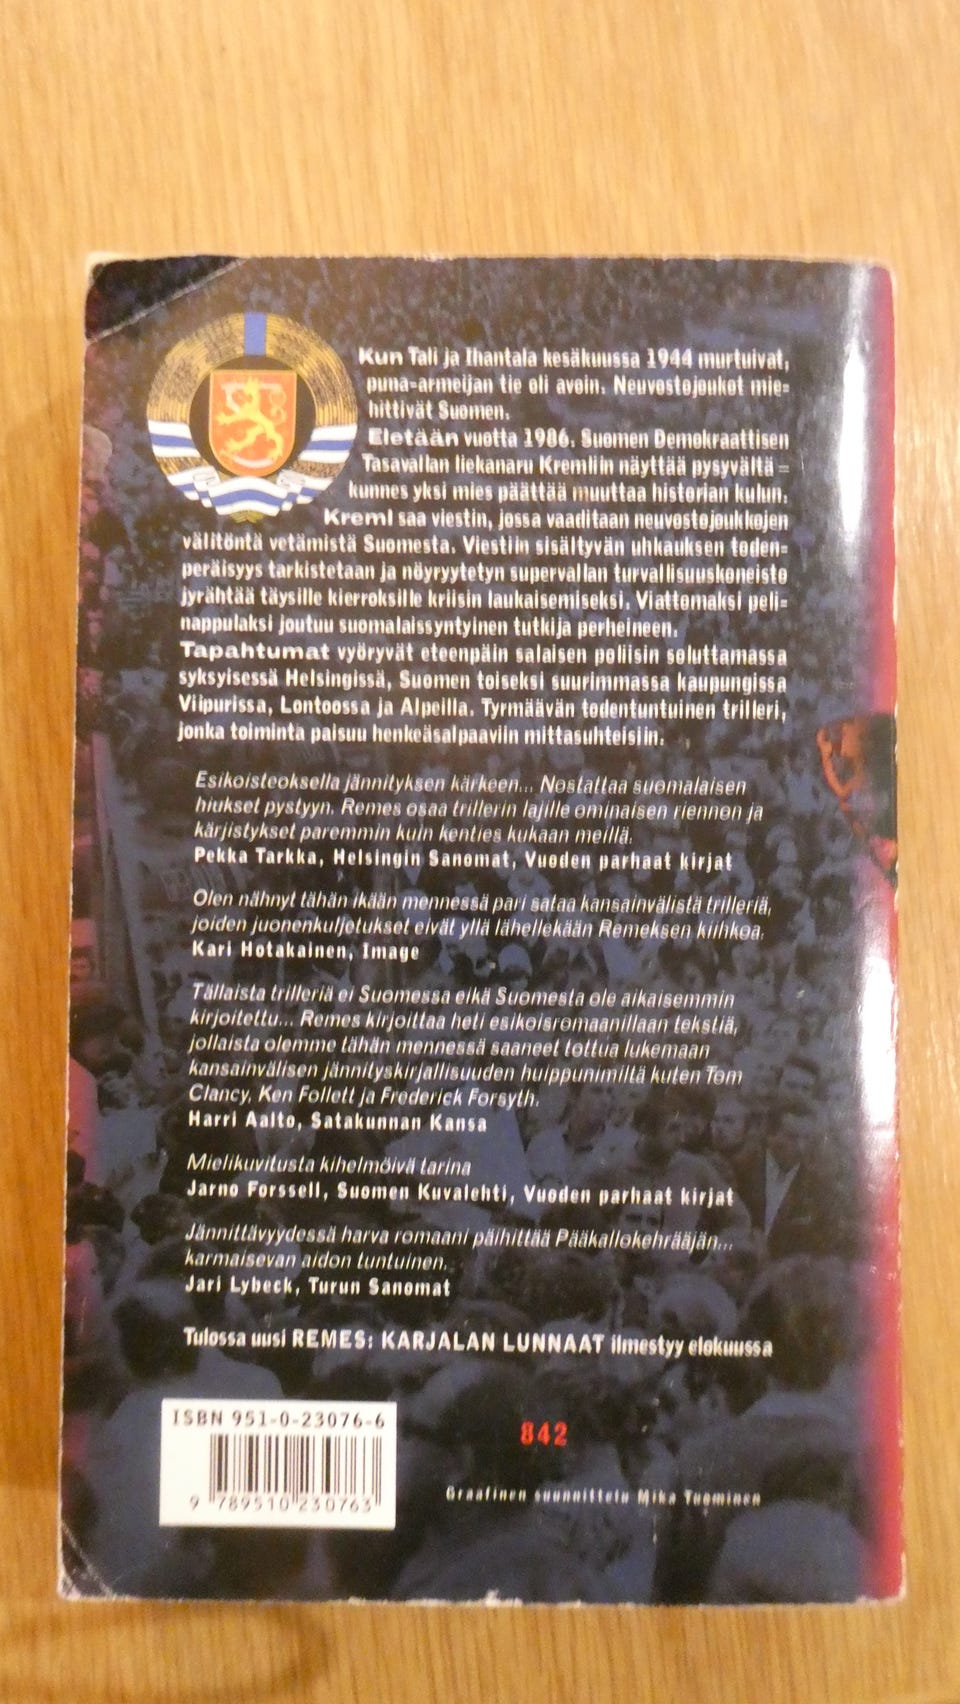 Kun Tali ja Ihantala kesäkuussa 1944 murtuivat,
puna-armeijan tie oli avoin. Neuvostojoukot mie-
hittivät Suomen.
Eletään vuotta 1986. Suomen Demokraattisen
Tasavallan liekanaru Kremliin näyttää pysyvältä –
kunnes yksi mies päättää muuttaa historian kulun.
Kreml saa viestin, jossa vaaditaan neuvostojoukkojen
välitöntä vetämistä Suomesta. Viestiin sisältyvän uhkauksen toden-
peräisyys tarkistetaan ja nöyryytetyn supervallan turvallisuuskoneisto
jyrähtää täysille kierroksille kriisin laukaisemiseksi. Viattomaksi peli-
nappulaksi joutuu suomalaissyntyinen tutkija perheineen.
Tapahtumat vyöryvät eteenpäin salaisen poliisin soluttamassa
syksyisessä Helsingissä, Suomen toiseksi suurimmassa kaupungissa
Viipurissa, Lontoossa ja Alpeilla. Tyrmäävän todentuntuinen trilleri,
jonka toiminta paisuu henkeäsalpaaviin mittasuhteisiin.
Esikoisteoksella jännityksen kärkeen... Nostattaa suomalaisen
hiukset pystyyn. Remes osaa trillerin lajille ominaisen riennon ja
kärjistykset paremmin kuin kenties kukaan meillä.
Pekka Tarkka, Helsingin Sanomat, Vuoden parhaat kirjat
Olen nähnyt tähän ikään mennessä pari sataa kansainvälistä trilleriä,
joiden juonenkuljetukset eivät yllä lähellekään Remeksen kiihkoa.
Kari Hotakainen, Image
Tällaista trilleriä ei Suomessa eikä Suomesta ole aikaisemmin
kirjoitettu... Remes kirjoittaa heti esikoisromaanillaan tekstiä,
jollaista olemme tähän mennessä saaneet tottua lukemaan
kansainvälisen jännityskirjallisuuden huippunimiltä kuten Tom
Clancy, Ken Follett ja Frederick Forsyth.
Harri Aalto, Satakunnan Kansa
Mielikuvitusta kihelmöivä tarina
Jarno Forssell, Suomen Kuvalehti, Vuoden parhaat kirjat
Jännittävyydessä harva romaani päihittää Pääkallokehrääjän...
karmaisevan aidon tuntuinen.
Jari Lybeck, Turun Sanomat
Tulossa uusi REMES: KARJALAN LUNNAAT ilmestyy elokuussa
ISBN 951-0-23076-6
842
9 789510 230763
Graafinen suunnittelu Mika Tuominen